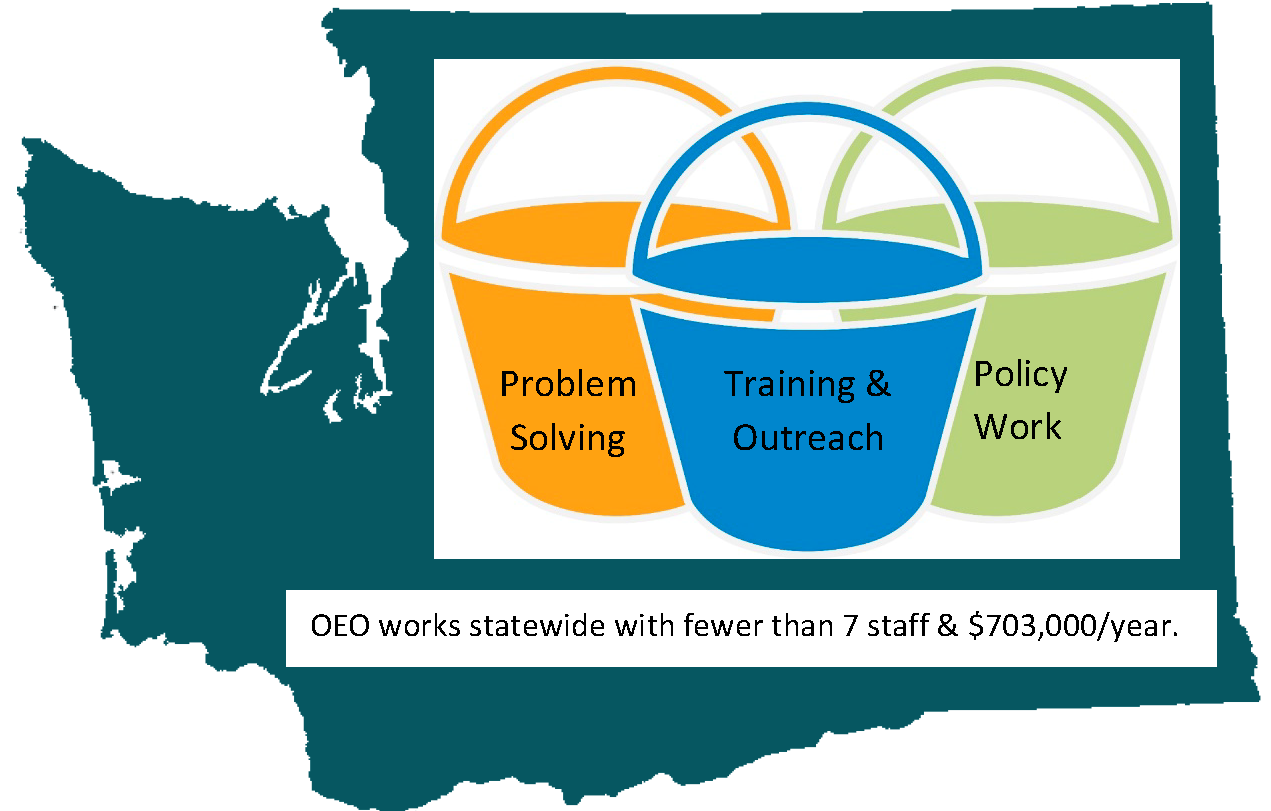 Problem
Solving
Training &
Outreach
Policy
Work
OEO works statewide with fewer than 7 staff & $703,000/year.